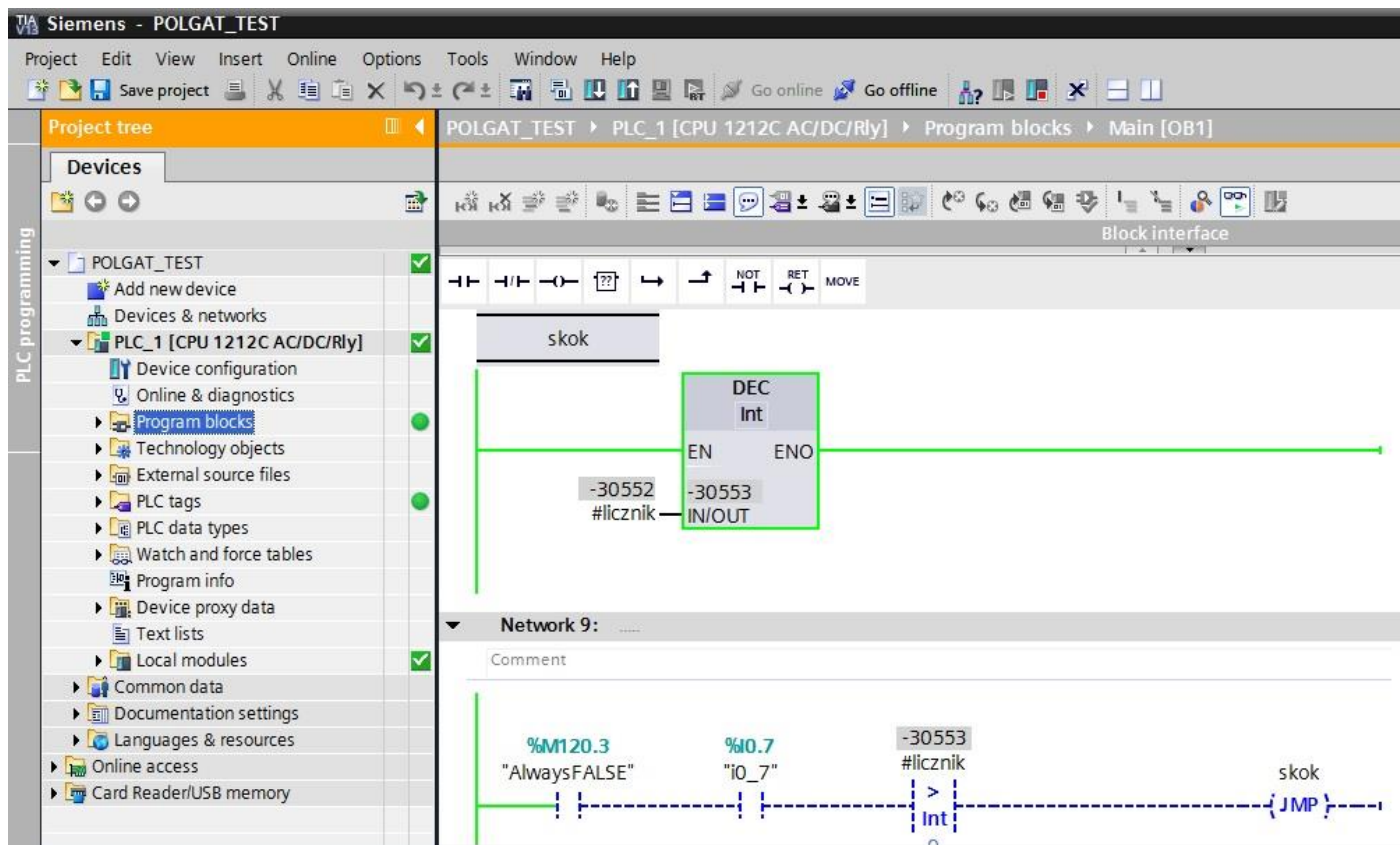 TIA V13 Siemens - POLGAT_TEST
Project Edit View Insert Online Options Tools Window Help
Save project Go online Go offline
PLC programming
Project tree
Devices
POLGAT_TEST
Add new device
Devices & networks
PLC_1 [CPU 1212C AC/DC/Rly]
Device configuration
Online & diagnostics
Program blocks
Technology objects
External source files
PLC tags
PLC data types
Watch and force tables
Program info
Device proxy data
Text lists
Local modules
Common data
Documentation settings
Languages & resources
Online access
Card Reader/USB memory
POLGAT_TEST PLC_1 [CPU 1212C AC/DC/Rly] Program blocks Main [OB1]
Block interface
?? NOT RET MOVE
skok
DEC
Int
EN ENO
-30552 -30553
#licznik IN/OUT
Network 9: .....
Comment
%M120.3 %I0.7 -30553
"AlwaysFALSE" "i0_7" #licznik skok
> JMP
Int